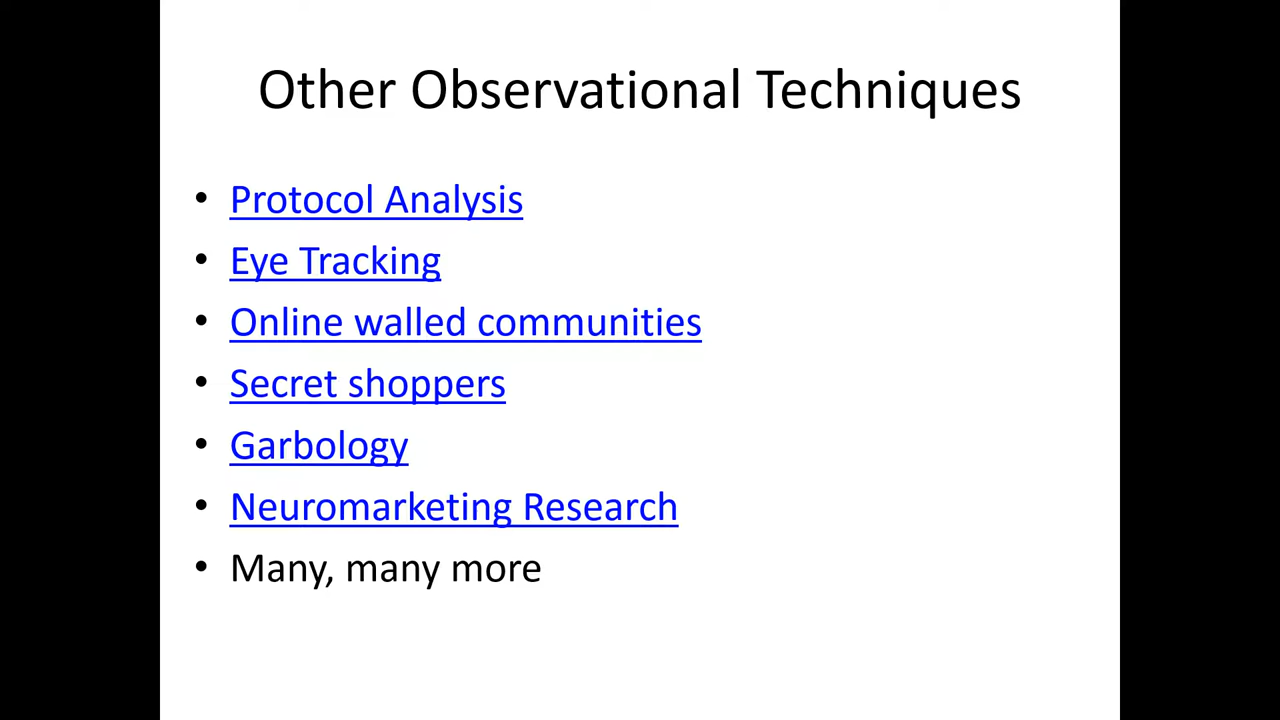 Other Observational Techniques
• Protocol Analysis
• Eye Tracking
• Online walled communities
• Secret shoppers
• Garbology
• Neuromarketing Research
• Many, many more